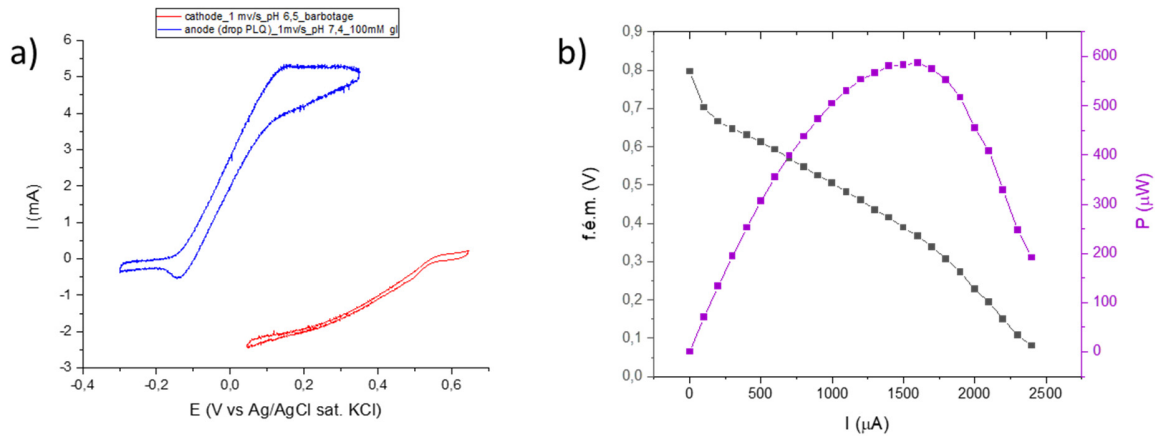 a)
cathode_1 mv/s_pH 6,5_barbotage
anode (drop PLQ)_1mv/s_pH 7,4_100mM gl
6
5
4
3
2
1
0
-1
-2
-3
I (mA)
-0,4 -0,2 0,0 0,2 0,4 0,6
E (V vs Ag/AgCl sat. KCl)
b)
0,9
0,8
0,7
0,6
0,5
0,4
0,3
0,2
0,1
0,0
f.é.m. (V)
600
500
400
300
200
100
0
P (µW)
0 500 1000 1500 2000 2500
I (µA)